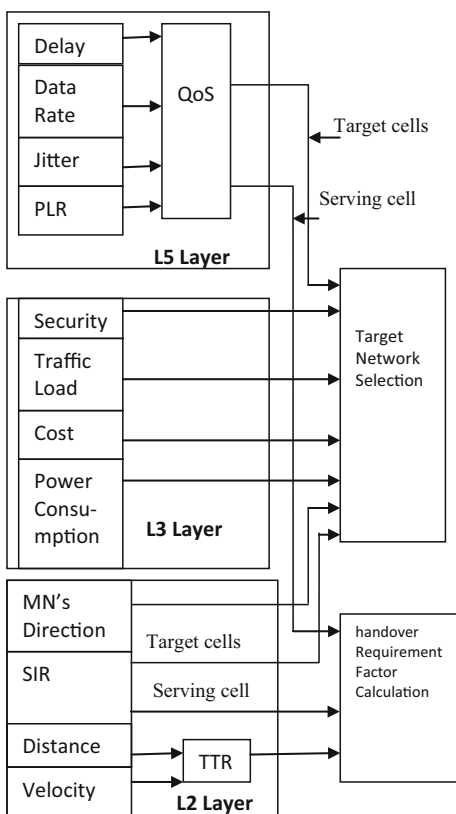 Delay
Data
Rate
Jitter
PLR
QoS
L5 Layer
Target cells
Serving cell
Security
Traffic
Load
Cost
Power
Consu-
mption
L3 Layer
Target
Network
Selection
MN's
Direction
SIR
Distance
Velocity
Target cells
Serving cell
TTR
L2 Layer
handover
Requirement
Factor
Calculation